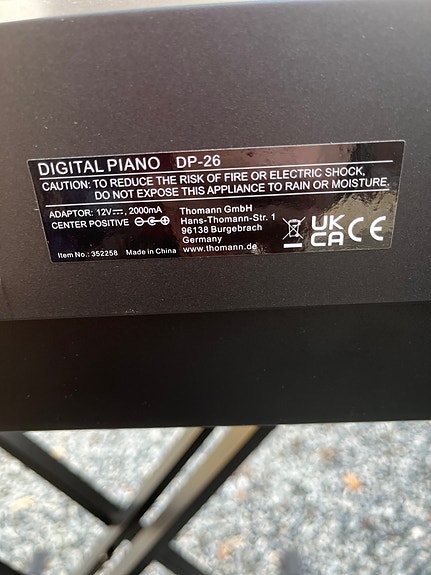 DIGITAL PIANO DP-26
CAUTION: TO REDUCE THE RISK OF FIRE OR ELECTRIC SHOCK,
DO NOT EXPOSE THIS APPLIANCE TO RAIN OR MOISTURE.
ADAPTOR: 12V⎓, 2000mA
CENTER POSITIVE
Item No.: 352258 Made in China
Thomann GmbH
Hans-Thomann-Str. 1
96138 Burgebrach
Germany
www.thomann.de
UK
CA CE